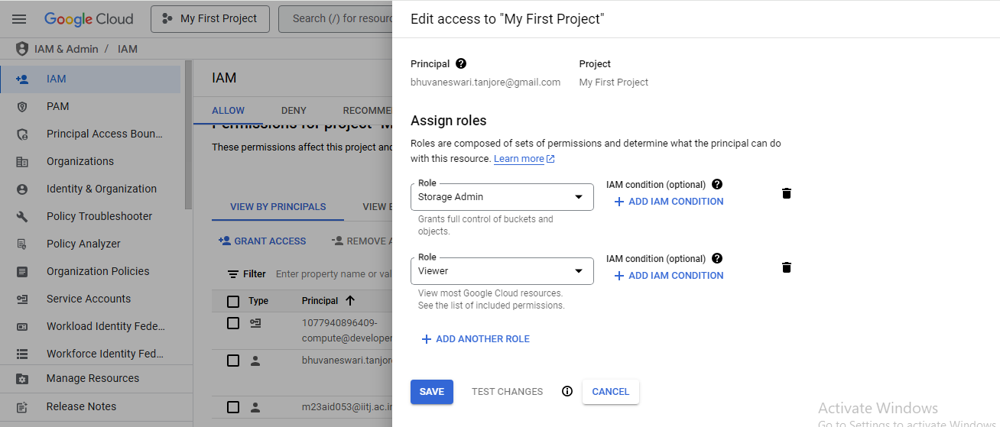 Google Cloud
My First Project
Search (/) for resour
IAM & Admin / IAM
IAM
PAM
Principal Access Boun...
Organizations
Identity & Organization
Policy Troubleshooter
Policy Analyzer
Organization Policies
Service Accounts
Workload Identity Fede...
Workforce Identity Fed...
Manage Resources
Release Notes
IAM
ALLOW DENY RECOMME
Permissions for project "M
These permissions affect this project and
VIEW BY PRINCIPALS VIEW B
GRANT ACCESS REMOVE A
Filter Enter property name or val
Type Principal
1077940896409-
compute@developer
bhuvaneswari.tanjor
m23aid053@iitj.ac.in
Edit access to "My First Project"
Principal Project
bhuvaneswari.tanjore@gmail.com My First Project
Assign roles
Roles are composed of sets of permissions and determine what the principal can do
with this resource. Learn more
Role
Storage Admin
IAM condition (optional)
ADD IAM CONDITION
Grants full control of buckets and
objects.
Role
Viewer
IAM condition (optional)
ADD IAM CONDITION
View most Google Cloud resources.
See the list of included permissions.
ADD ANOTHER ROLE
SAVE TEST CHANGES CANCEL
Activate Windows
Go to Settings to activate Windows